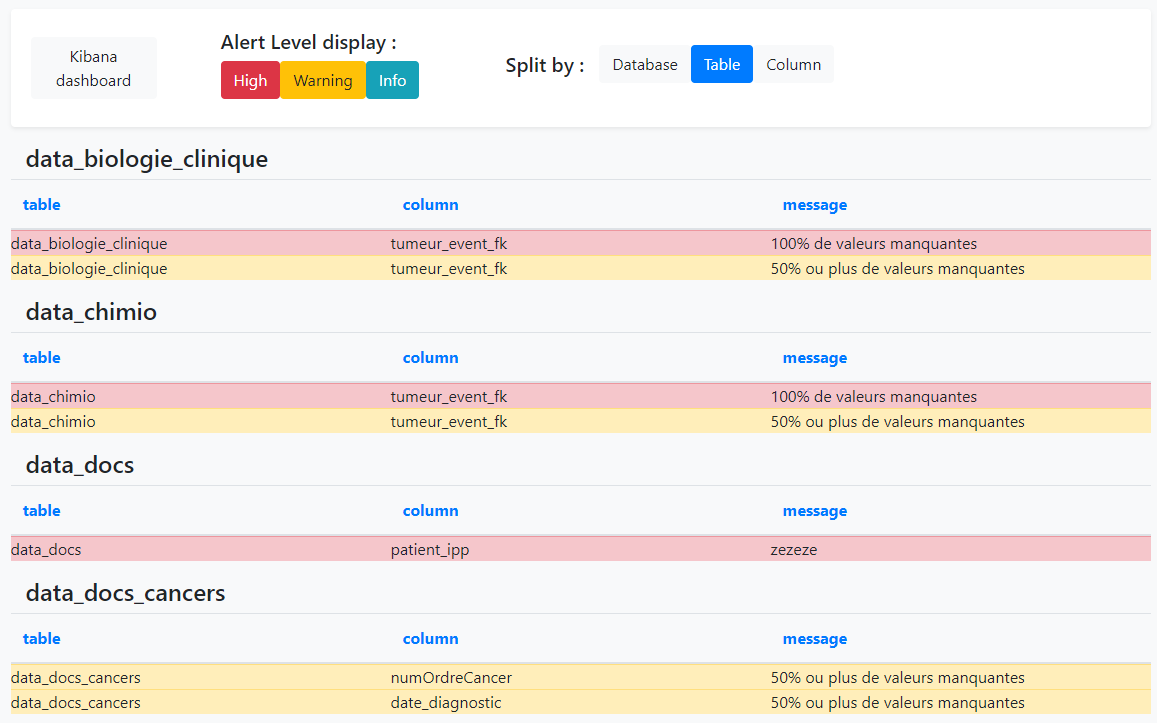 Kibana
dashboard
Alert Level display :
High Warning Info
Split by : Database Table Column
data_biologie_clinique
table column message
data_biologie_clinique tumeur_event_fk 100% de valeurs manquantes
data_biologie_clinique tumeur_event_fk 50% ou plus de valeurs manquantes
data_chimio
table column message
data_chimio tumeur_event_fk 100% de valeurs manquantes
data_chimio tumeur_event_fk 50% ou plus de valeurs manquantes
data_docs
table column message
data_docs patient_ipp zezeze
data_docs_cancers
table column message
data_docs_cancers numOrdreCancer 50% ou plus de valeurs manquantes
data_docs_cancers date_diagnostic 50% ou plus de valeurs manquantes